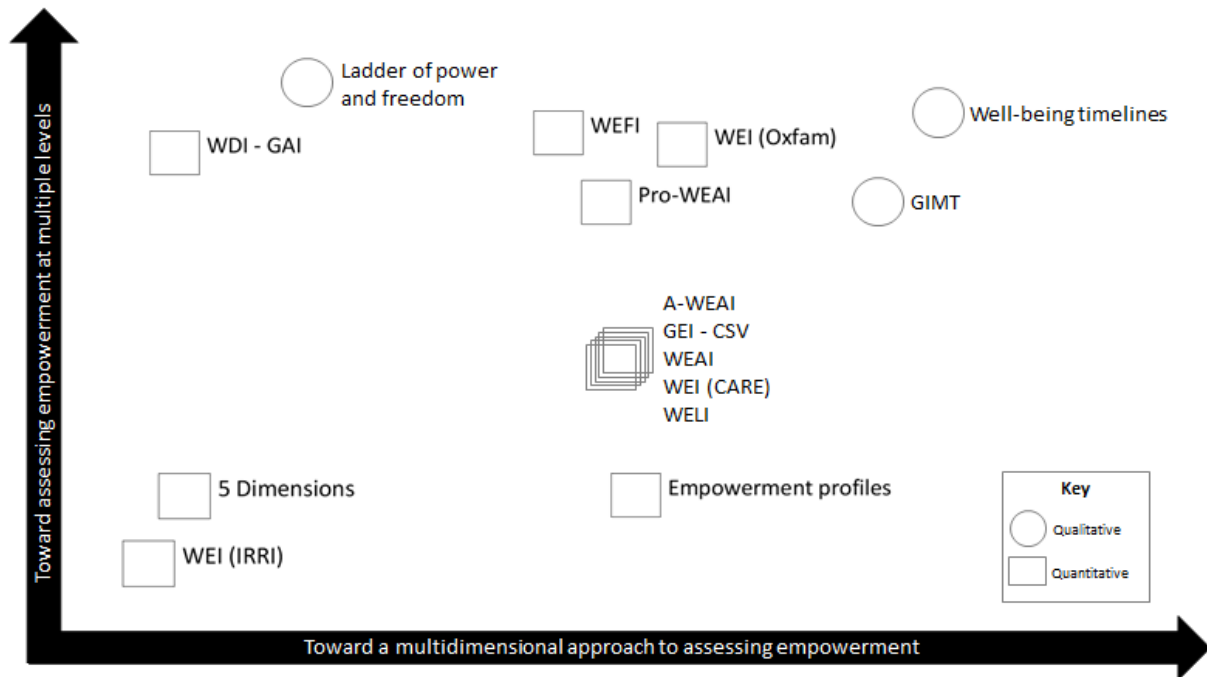 Toward assessing empowerment at multiple levels
Ladder of power
and freedom
WDI - GAI
WEFI
WEI (Oxfam)
Well-being timelines
Pro-WEAI
GIMT
A-WEAI
GEI - CSV
WEAI
WEI (CARE)
WELI
5 Dimensions
Empowerment profiles
WEI (IRRI)
Key
Qualitative
Quantitative
Toward a multidimensional approach to assessing empowerment